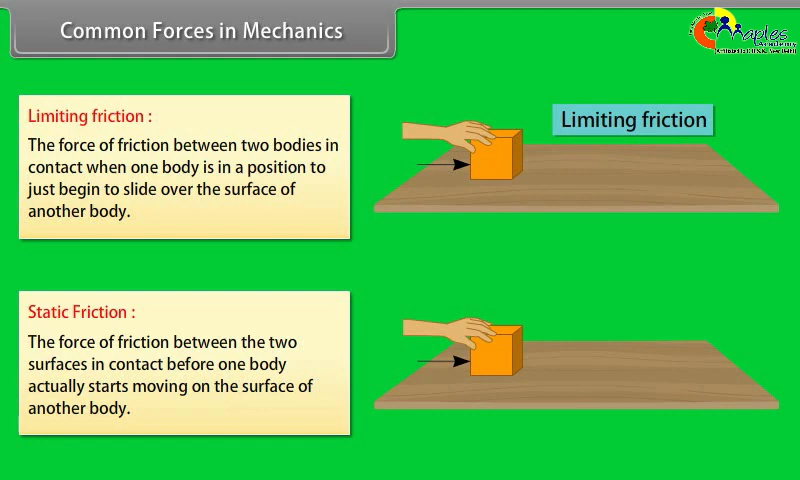 Common Forces in Mechanics
aples
Academy
Limiting friction :
The force of friction between two bodies in
contact when one body is in a position to
just begin to slide over the surface of
another body.
Limiting friction
Static Friction :
The force of friction between the two
surfaces in contact before one body
actually starts moving on the surface of
another body.